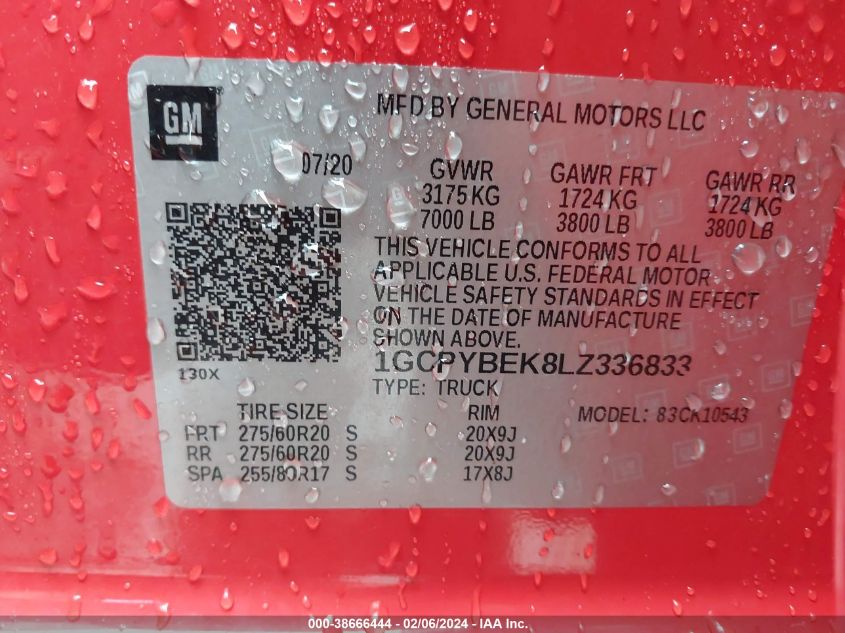 GM
MFD BY GENERAL MOTORS LLC
07/20 GVWR GAWR FRT GAWR RR
3175 KG 1724 KG 1724 KG
7000 LB 3800 LB 3800 LB
THIS VEHICLE CONFORMS TO ALL
APPLICABLE U.S. FEDERAL MOTOR
VEHICLE SAFETY STANDARDS IN EFFECT
ON THE DATE OF MANUFACTURE
SHOWN ABOVE.
1GCPYBEK8LZ336833
130X
TYPE: TRUCK
TIRE SIZE RIM MODEL: 83CK10543
FRT 275/60R20 S 20X9J
RR 275/60R20 S 20X9J
SPA 255/80R17 S 17X8J
000-38666444 - 02/06/2024 - IAA Inc.